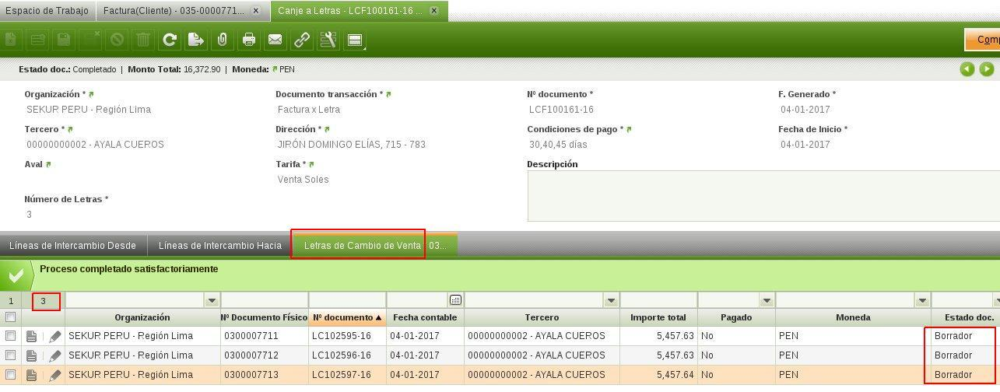 Espacio de Trabajo Factura(Cliente) - 035-0000771... x Canje a Letras - LCF100161-16 ... x
Estado doc.: Completado | Monto Total: 16,372.90 | Moneda: PEN
Organización * Documento transacción * Nº documento * F. Generado *
SEKUR PERU - Región Lima Factura x Letra LCF100161-16 04-01-2017
Tercero * Dirección * Condiciones de pago * Fecha de Inicio *
00000000002 - AYALA CUEROS JIRÓN DOMINGO ELÍAS, 715 - 783 30,40,45 días 04-01-2017
Aval Tarifa * Descripción
Venta Soles
Número de Letras *
3
Líneas de Intercambio Desde Líneas de Intercambio Hacia Letras de Cambio de Venta 03...
Proceso completado satisfactoriamente
1 3
Organización Nº Documento Físico Nº documento Fecha contable Tercero Importe total Pagado Moneda Estado doc.
SEKUR PERU - Región Lima 0300007711 LC102595-16 04-01-2017 00000000002 - AYALA CUEROS 5,457.63 No PEN Borrador
SEKUR PERU - Región Lima 0300007712 LC102596-16 04-01-2017 00000000002 - AYALA CUEROS 5,457.63 No PEN Borrador
SEKUR PERU - Región Lima 0300007713 LC102597-16 04-01-2017 00000000002 - AYALA CUEROS 5,457.64 No PEN Borrador